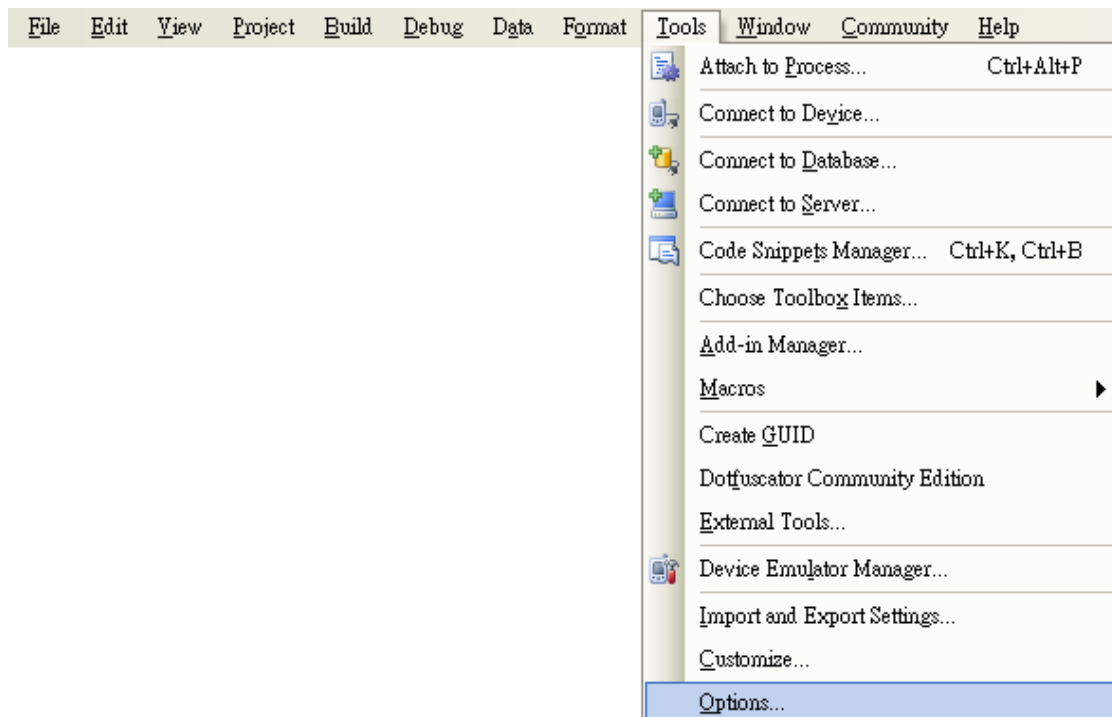 File Edit View Project Build Debug Data Format Tools Window Community Help
Attach to Process... Ctrl+Alt+P
Connect to Device...
Connect to Database...
Connect to Server...
Code Snippets Manager... Ctrl+K, Ctrl+B
Choose Toolbox Items...
Add-in Manager...
Macros
Create GUID
Dotfuscator Community Edition
External Tools...
Device Emulator Manager...
Import and Export Settings...
Customize...
Options...